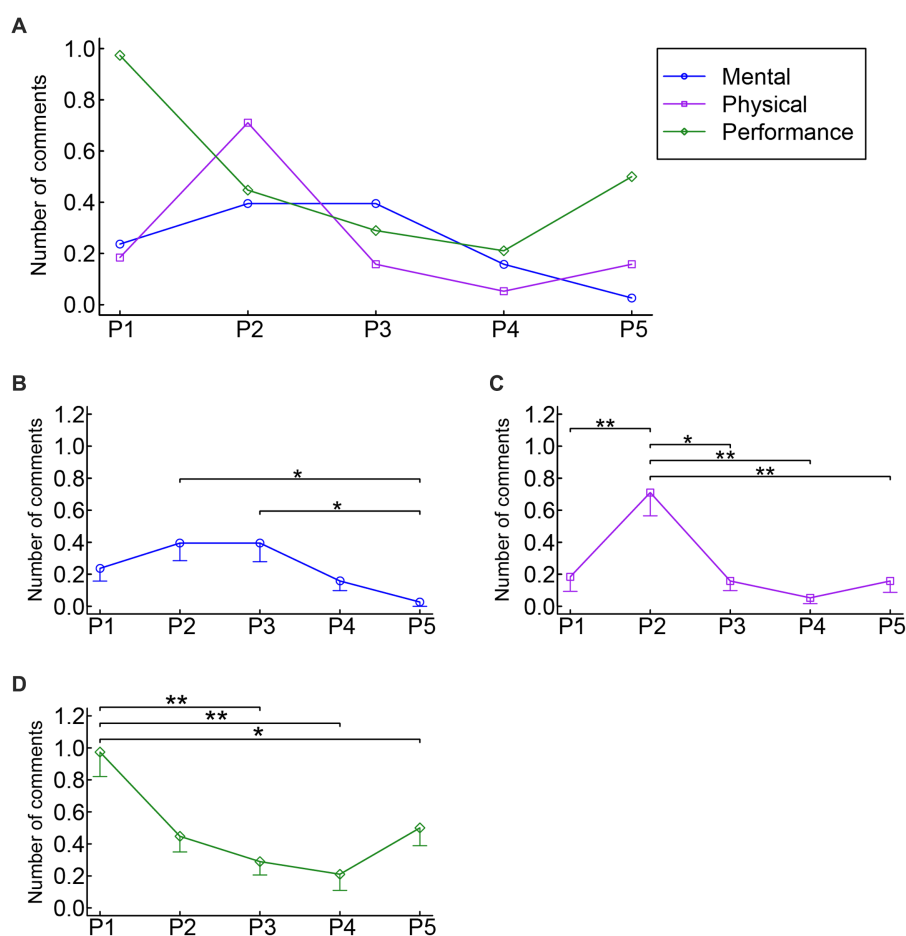 A
Number of comments
1.0
0.8
0.6
0.4
0.2
0.0
P1 P2 P3 P4 P5
Mental
Physical
Performance
B
Number of comments
1.2
1.0
0.8
0.6
0.4
0.2
0.0
*
*
P1 P2 P3 P4 P5
C
Number of comments
1.2
1.0
0.8
0.6
0.4
0.2
0.0
**
*
**
**
P1 P2 P3 P4 P5
D
Number of comments
1.2
1.0
0.8
0.6
0.4
0.2
0.0
**
**
*
P1 P2 P3 P4 P5